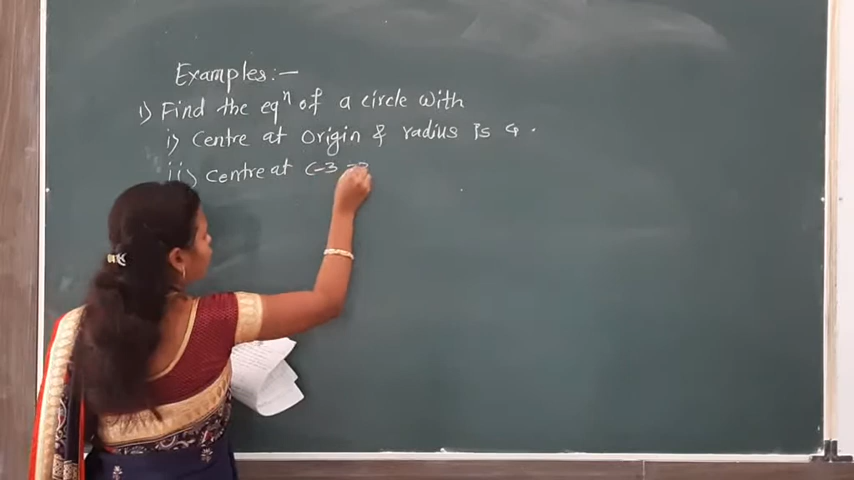 Examples :-
1) Find the eqⁿ of a circle with
i) Centre at Origin & radius is 4.
ii) Centre at (-3